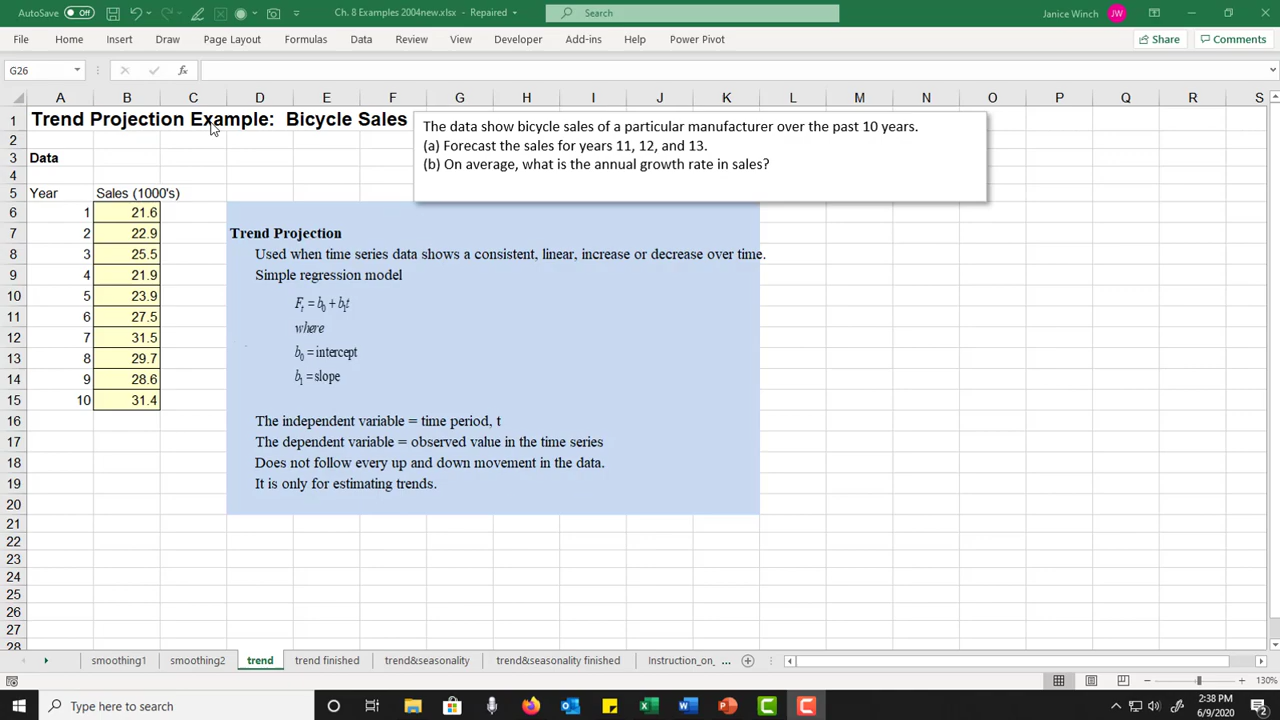 AutoSave Off Ch. 8 Examples 2004new.xlsx - Repaired Search Janice Winch JW
File Home Insert Draw Page Layout Formulas Data Review View Developer Add-ins Help Power Pivot Share Comments
G26 fx
A B C D E F G H I J K L M N O P Q R S
1 Trend Projection Example: Bicycle Sales
The data show bicycle sales of a particular manufacturer over the past 10 years.
(a) Forecast the sales for years 11, 12, and 13.
(b) On average, what is the annual growth rate in sales?
2
3 Data
4
5 Year Sales (1000's)
6 1 21.6
7 2 22.9 Trend Projection
8 3 25.5 Used when time series data shows a consistent, linear, increase or decrease over time.
9 4 21.9 Simple regression model
10 5 23.9 Fₜ = b₀ + b₁t
11 6 27.5 where
12 7 31.5 b₀ = intercept
13 8 29.7 b₁ = slope
14 9 28.6
15 10 31.4
16 The independent variable = time period, t
17 The dependent variable = observed value in the time series
18 Does not follow every up and down movement in the data.
19 It is only for estimating trends.
20
21
22
23
24
25
26
27
28
smoothing1 smoothing2 trend trend finished trend&seasonality trend&seasonality finished Instruction_on_ ...
130%
Type here to search 2:38 PM
6/9/2020 2